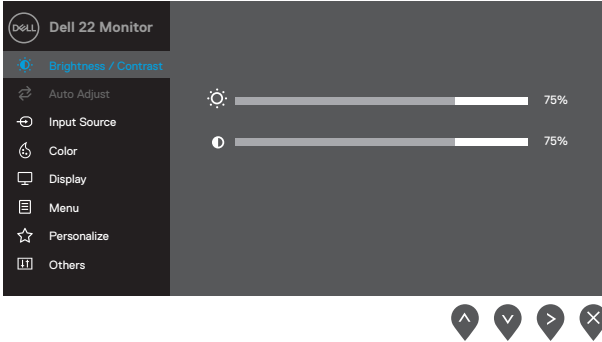 DELL Dell 22 Monitor
Brightness / Contrast
Auto Adjust
Input Source
Color
Display
Menu
Personalize
Others
75%
75%